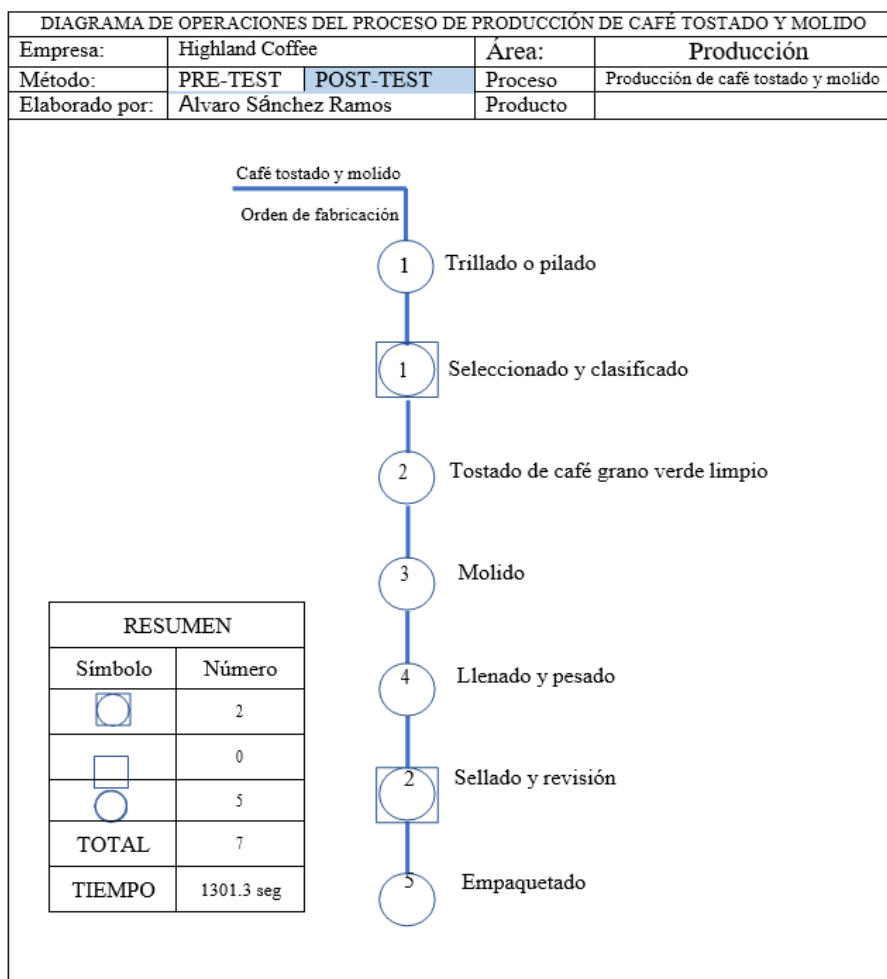 DIAGRAMA DE OPERACIONES DEL PROCESO DE PRODUCCIÓN DE CAFÉ TOSTADO Y MOLIDO
Empresa: Highland Coffee Área: Producción
Método: PRE-TEST POST-TEST Proceso Producción de café tostado y molido
Elaborado por: Alvaro Sánchez Ramos Producto
Café tostado y molido
Orden de fabricación
1 Trillado o pilado
1 Seleccionado y clasificado
2 Tostado de café grano verde limpio
3 Molido
4 Llenado y pesado
2 Sellado y revisión
5 Empaquetado
RESUMEN
Símbolo Número
2
0
5
TOTAL 7
TIEMPO 1301.3 seg